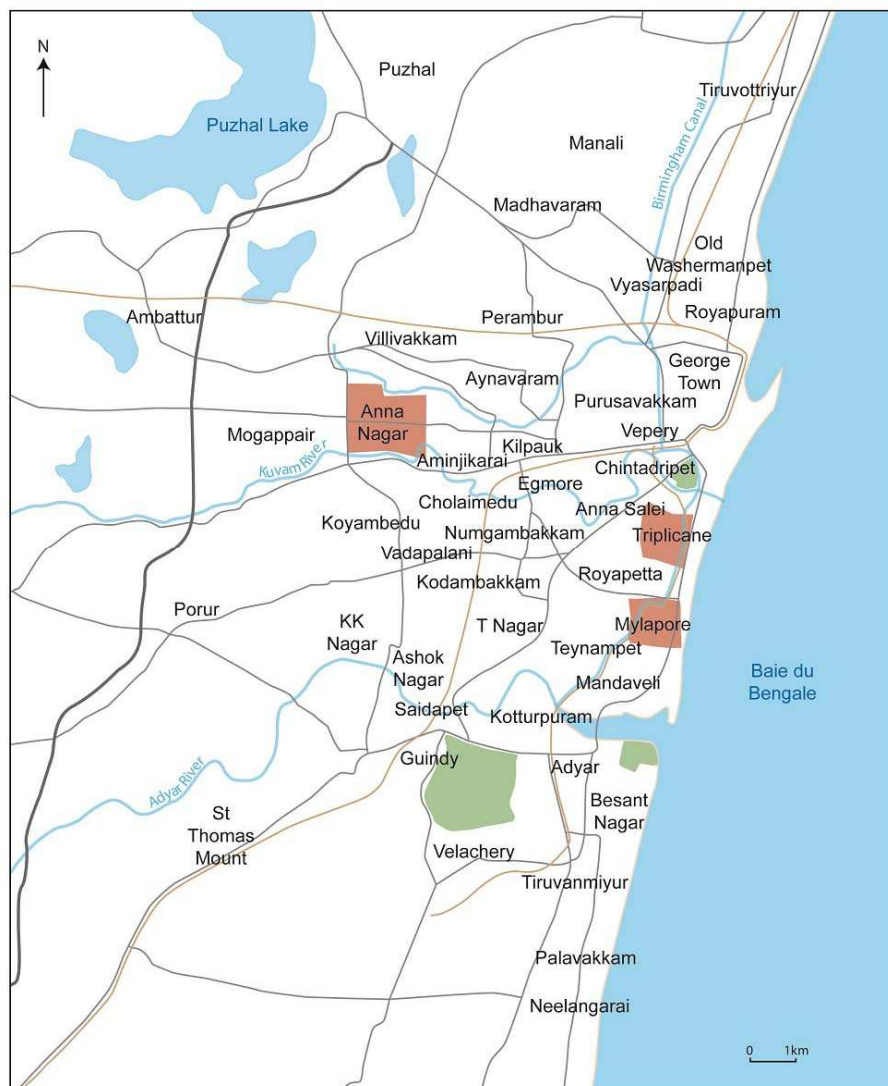 N
Puzhal
Puzhal Lake
Tiruvottriyur
Birmingham Canal
Manali
Madhavaram
Old
Washermanpet
Vyasarpadi
Royapuram
Ambattur
Perambur
Villivakkam
George
Town
Aynavaram
Purusavakkam
Anna
Nagar
Mogappair
Vepery
Kilpauk
Kuvam River
Aminjikarai
Chintadripet
Egmore
Cholaimedu
Anna Salei
Koyambedu
Numgambakkam
Triplicane
Vadapalani
Royapetta
Kodambakkam
Porur
KK
Nagar
T Nagar
Mylapore
Teynampet
Ashok
Nagar
Mandaveli
Baie du
Bengale
Saidapet
Kotturpuram
Guindy
Adyar
Adyar River
Besant
Nagar
St
Thomas
Mount
Velachery
Tiruvanmiyur
Palavakkam
Neelangarai
0 1km